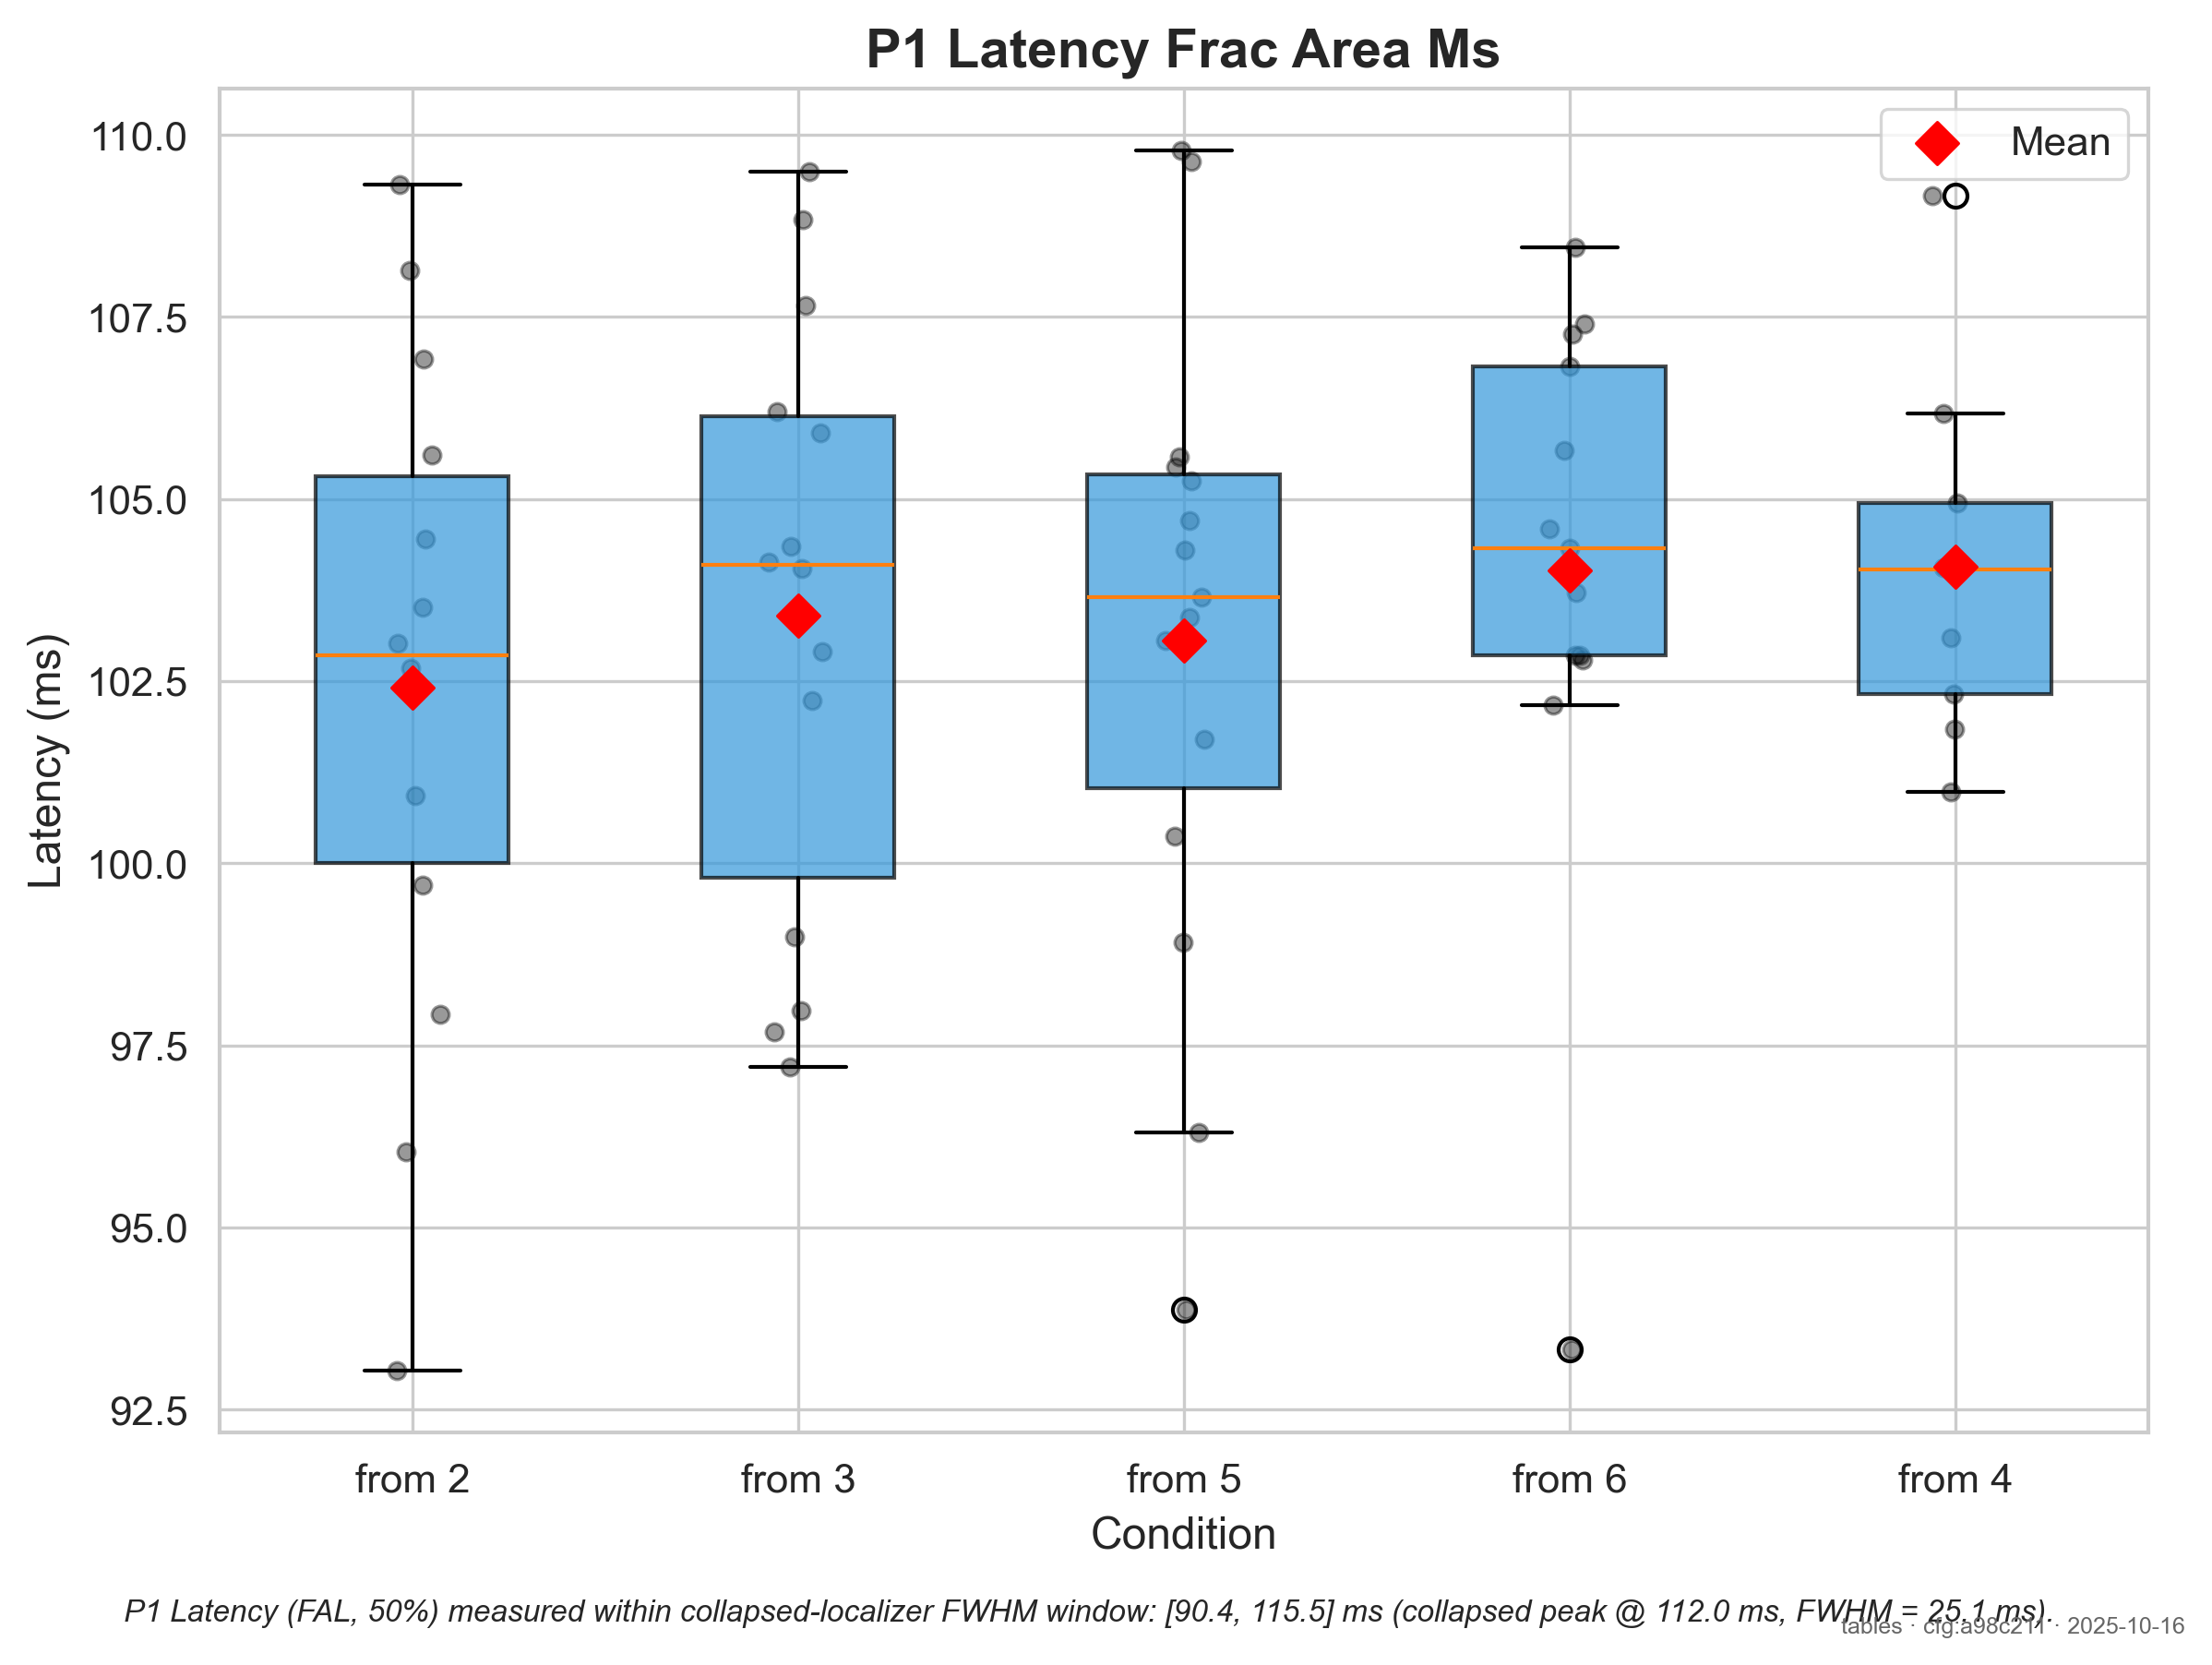 P1 Latency Frac Area Ms
Mean
110.0
107.5
105.0
102.5
100.0
97.5
95.0
92.5
Latency (ms)
from 2 from 3 from 5 from 6 from 4
Condition
P1 Latency (FAL, 50%) measured within collapsed-localizer FWHM window: [90.4, 115.5] ms (collapsed peak @ 112.0 ms, FWHM = 25.1 ms).
tables · cfg:a98c211 · 2025-10-16